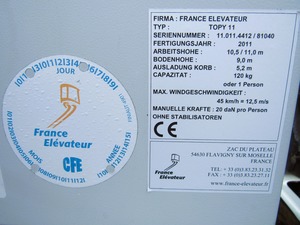 FIRMA : FRANCE ELEVATEUR
TYP : TOPY 11
SERIENNUMMER : 11.011.4412 / 81040
FERTIGUNGSJAHR : 2011
ARBEITSHOHE : 10,5 / 11,0 m
BODENHOHE : 9,0 m
AUSLADUNG KORB : 5,2 m
CAPAZITAT : 120 kg
1 Person
MAX. WINDGESCHWINDIGKEIT :
45 km/H = 12,5 m/s
MANUELLE KRAFTE : 20 daN pro Person
OHNE STABILISATOREN
CE
France
Elévateur
ZAC DU PLATEAU
54630 FLAVIGNY SUR MOSELLE
FRANCE
TEL :
FAX :
www.france-elevateur.fr
JOUR
France
Elévateur
MOIS
CFE
ANNEE